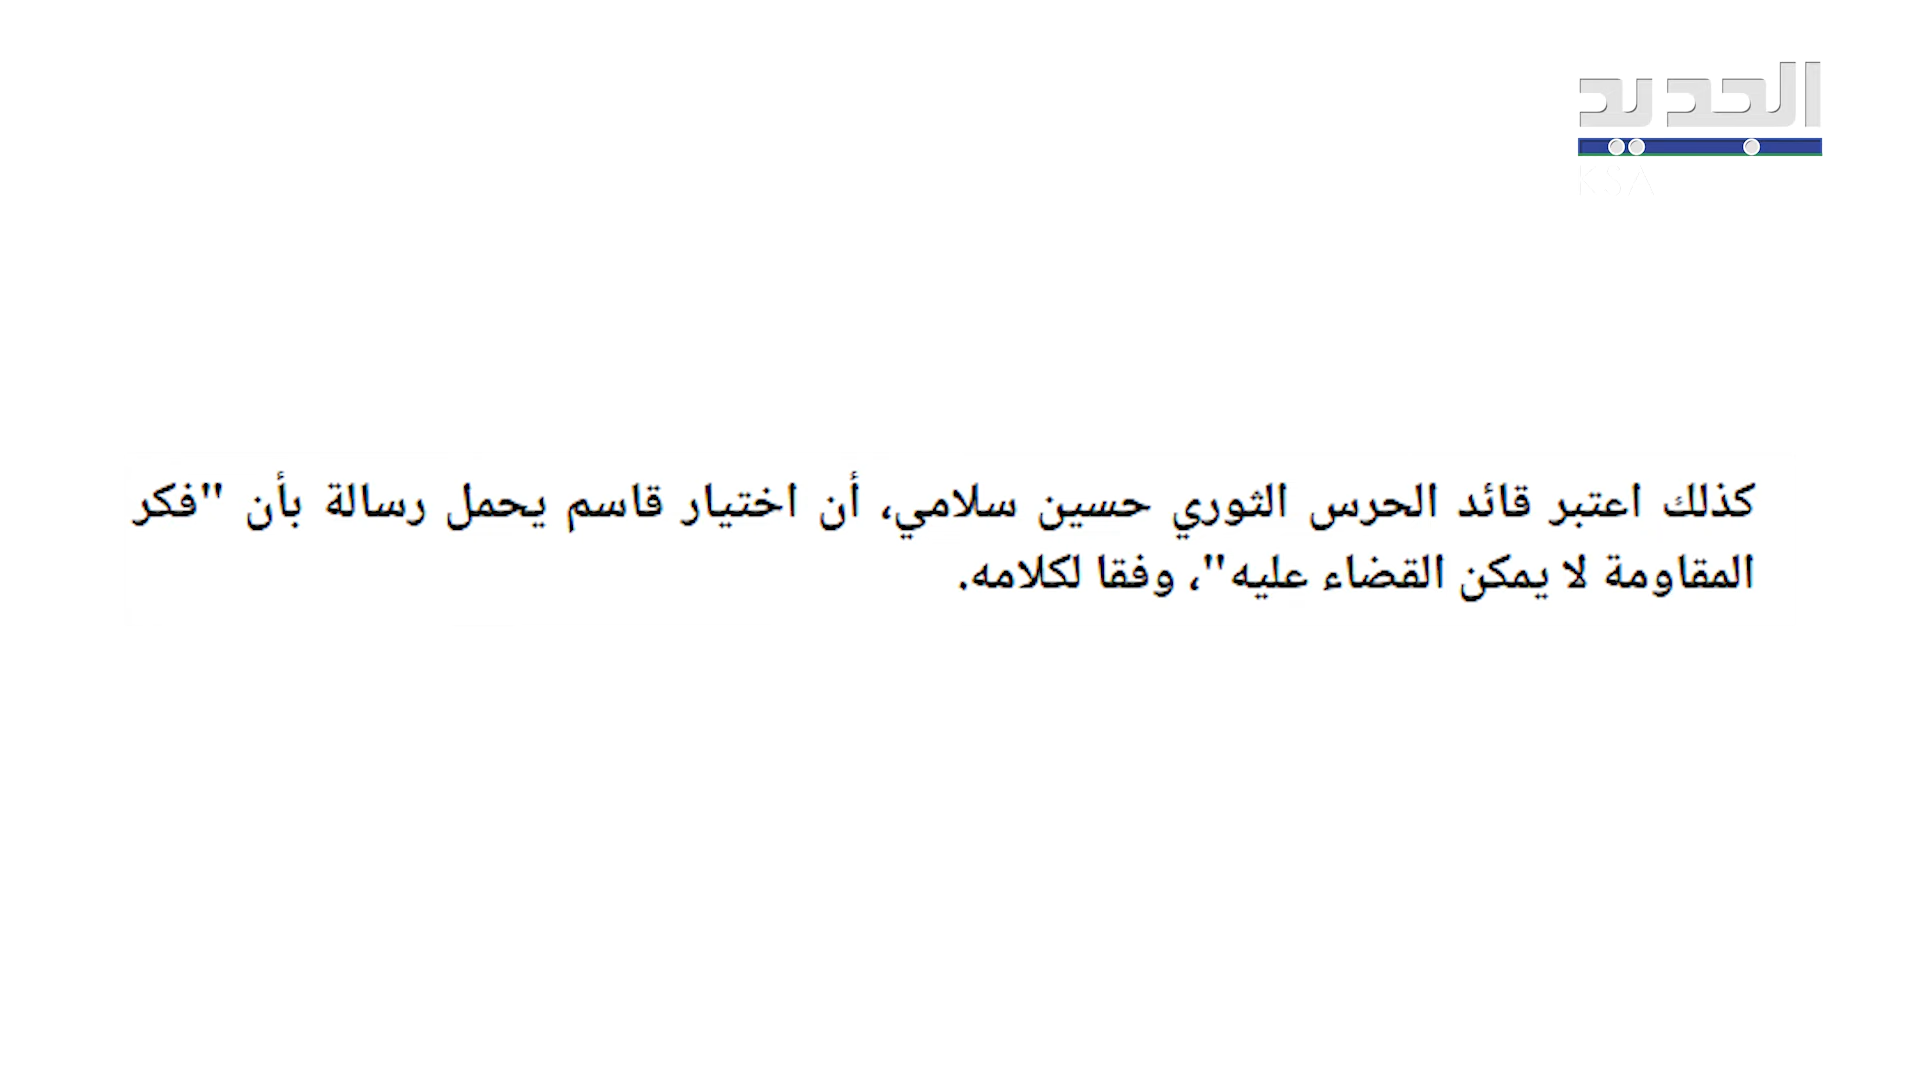 الجديد
KSA
كذلك اعتبر قائد الحرس الثوري حسين سلامي، أن اختيار قاسم يحمل رسالة بأن "فكر
المقاومة لا يمكن القضاء عليه"، وفقا لكلامه.